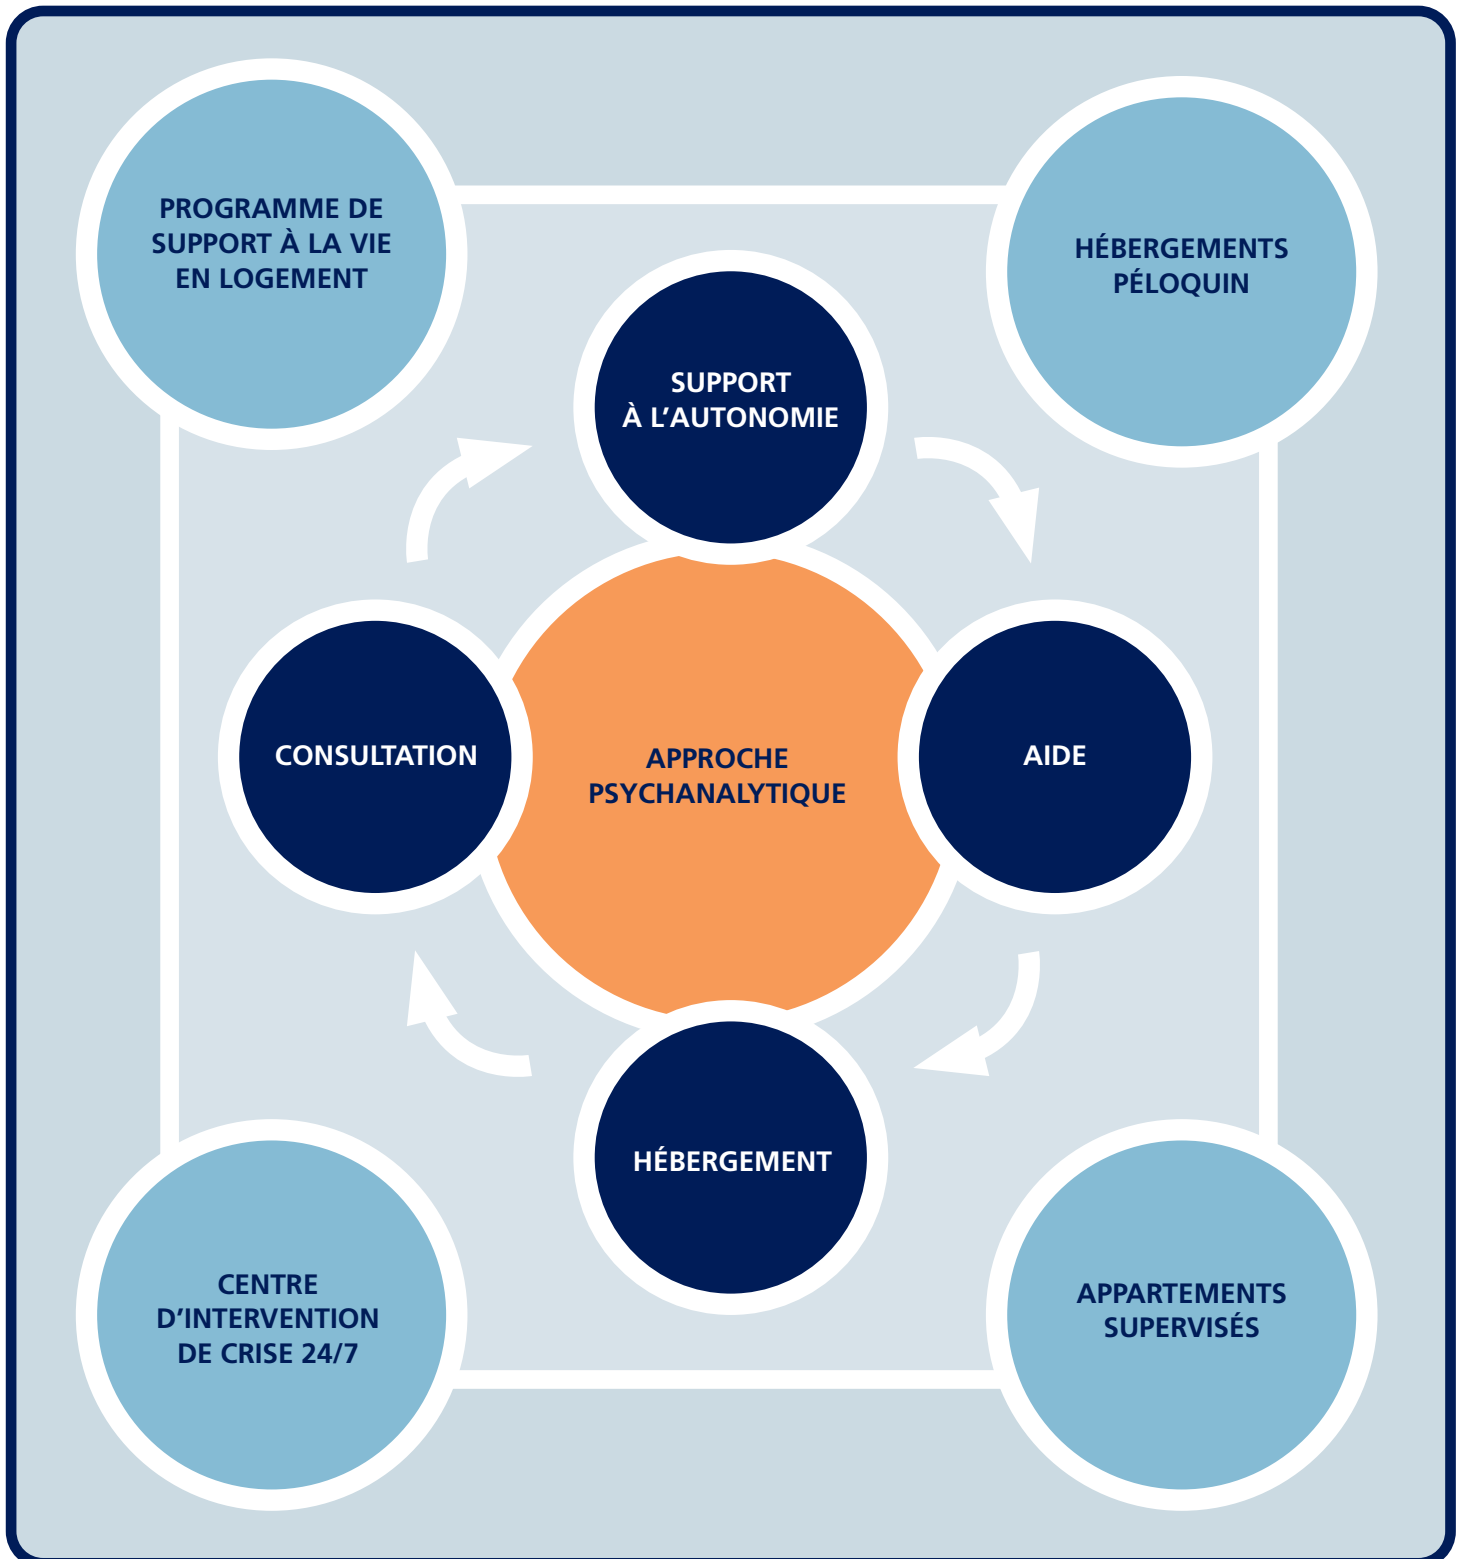 PROGRAMME DE
SUPPORT À LA VIE
EN LOGEMENT
HÉBERGEMENTS
PÉLOQUIN
SUPPORT
À L’AUTONOMIE
CONSULTATION
APPROCHE
PSYCHANALYTIQUE
AIDE
HÉBERGEMENT
CENTRE
D’INTERVENTION
DE CRISE 24/7
APPARTEMENTS
SUPERVISÉS